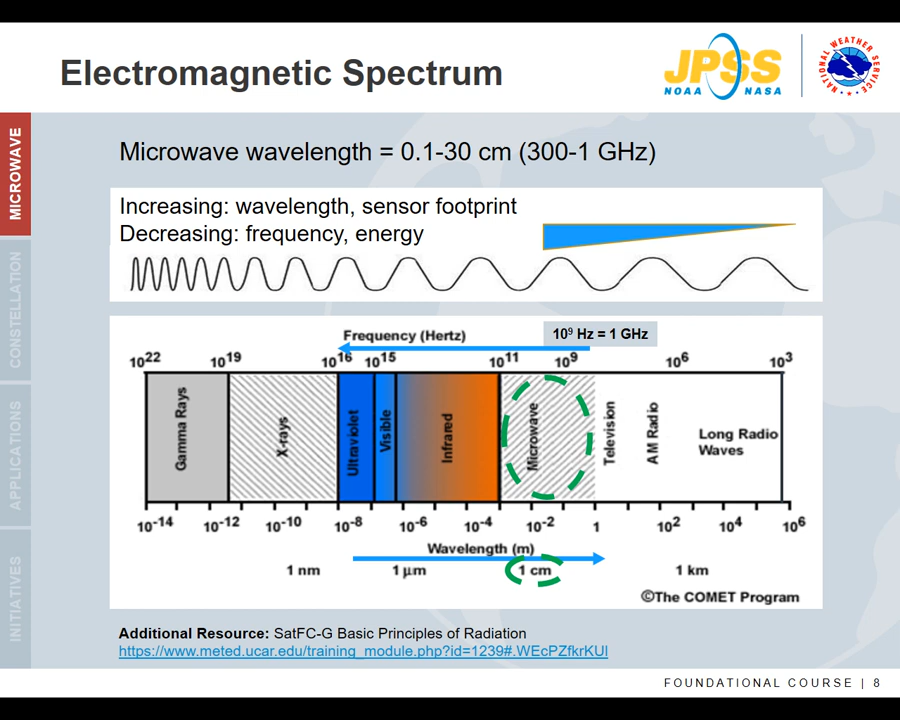 Electromagnetic Spectrum
JPSS
NOAA NASA
NATIONAL WEATHER SERVICE
MICROWAVE
CONSTELLATION
APPLICATIONS
INITIATIVES
Microwave wavelength = 0.1-30 cm (300-1 GHz)
Increasing: wavelength, sensor footprint
Decreasing: frequency, energy
Frequency (Hertz)
10⁹ Hz = 1 GHz
10²² 10¹⁹ 10¹⁶ 10¹⁵ 10¹¹ 10⁹ 10⁶ 10³
Gamma Rays
X-rays
Ultraviolet
Visible
Infrared
Microwave
Television
AM Radio
Long Radio
Waves
10⁻¹⁴ 10⁻¹² 10⁻¹⁰ 10⁻⁸ 10⁻⁶ 10⁻⁴ 10⁻² 1 10² 10⁴ 10⁶
Wavelength (m)
1 nm 1 µm 1 cm 1 km
©The COMET Program
Additional Resource: SatFC-G Basic Principles of Radiation
https://www.meted.ucar.edu/training_module.php?id=1239#.WEcPZfkrKUl
FOUNDATIONAL COURSE | 8